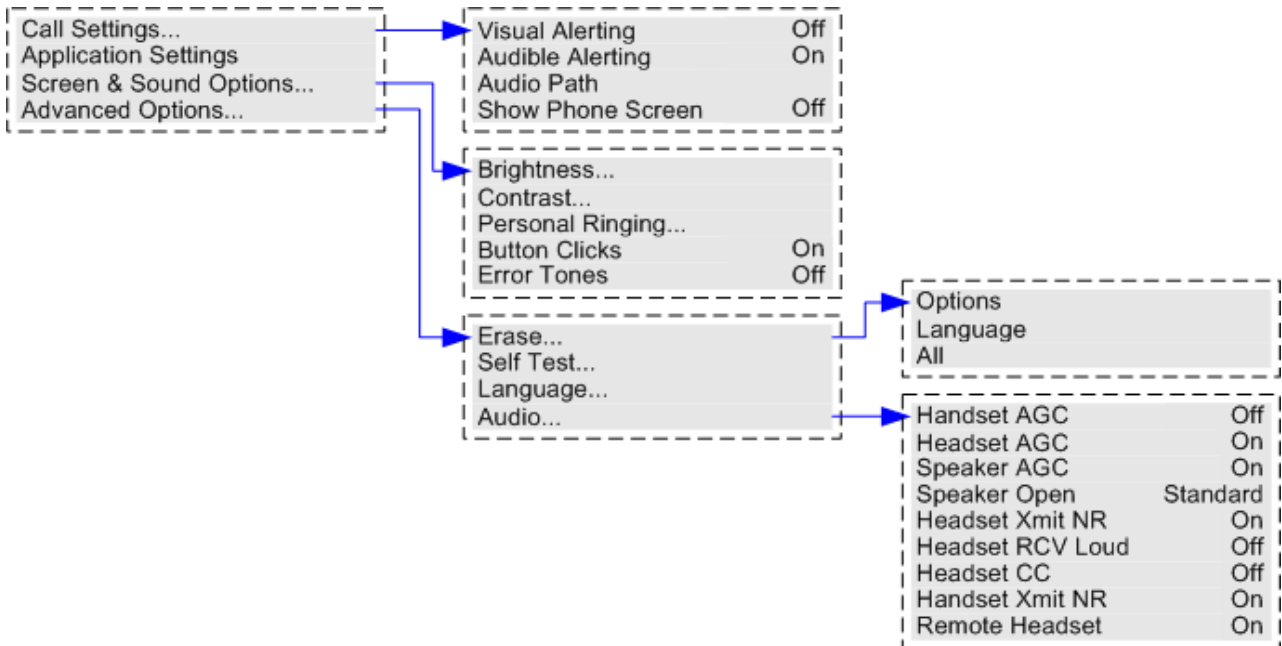 Call Settings...
Application Settings
Screen & Sound Options...
Advanced Options...
Visual Alerting Off
Audible Alerting On
Audio Path
Show Phone Screen Off
Brightness...
Contrast...
Personal Ringing...
Button Clicks On
Error Tones Off
Erase...
Self Test...
Language...
Audio...
Options
Language
All
Handset AGC Off
Headset AGC On
Speaker AGC On
Speaker Open Standard
Headset Xmit NR On
Headset RCV Loud Off
Headset CC Off
Handset Xmit NR On
Remote Headset On